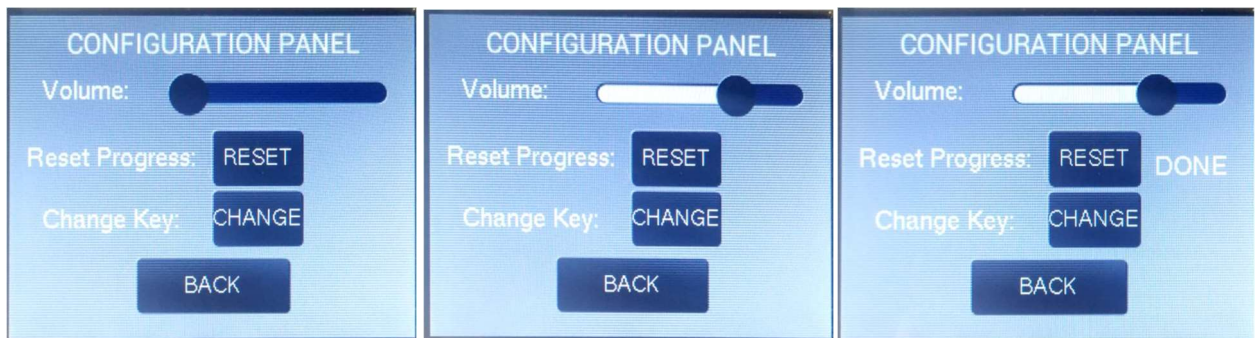 CONFIGURATION PANEL
Volume:
Reset Progress: RESET
Change Key: CHANGE
BACK
CONFIGURATION PANEL
Volume:
Reset Progress: RESET
Change Key: CHANGE
BACK
CONFIGURATION PANEL
Volume:
Reset Progress: RESET DONE
Change Key: CHANGE
BACK